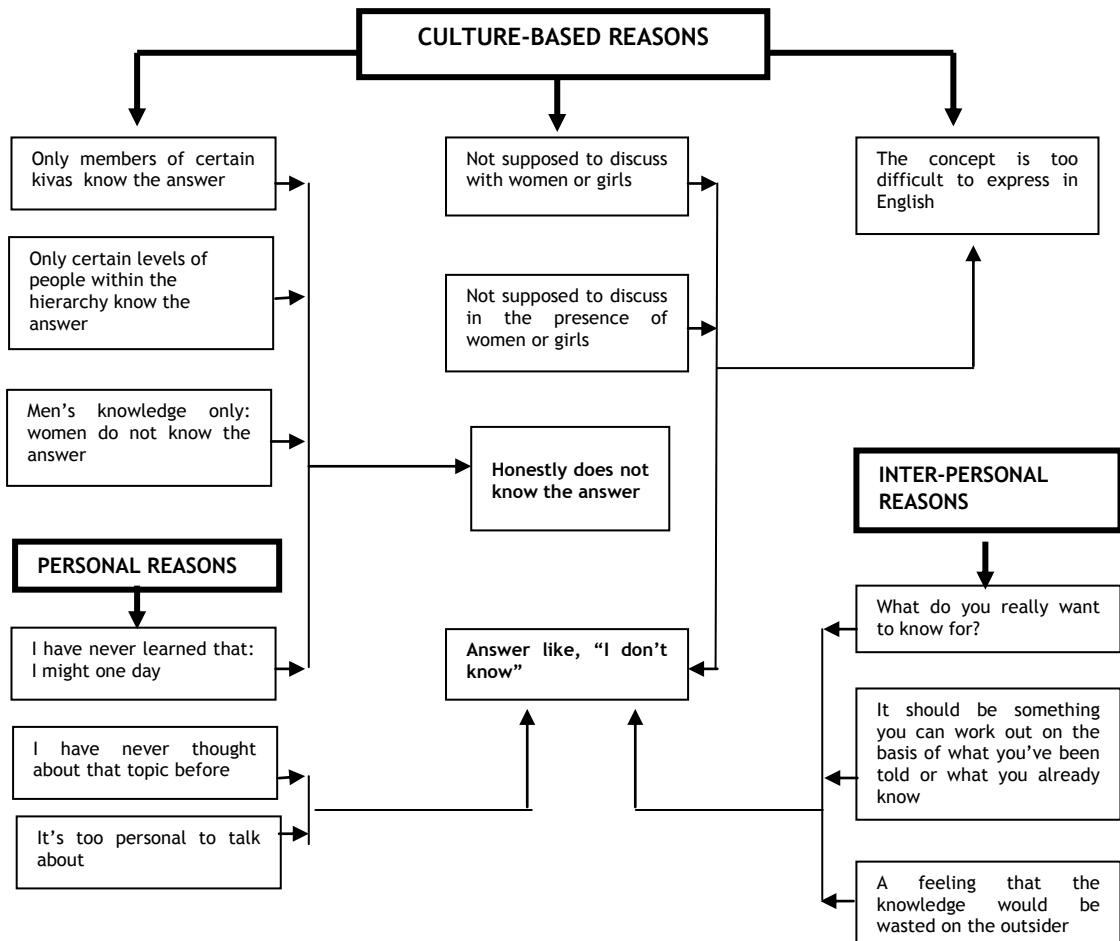 CULTURE-BASED REASONS
Only members of certain
kivas know the answer
Not supposed to discuss
with women or girls
The concept is too
difficult to express in
English
Only certain levels of
people within the
hierarchy know the
answer
Not supposed to discuss
in the presence of
women or girls
Men’s knowledge only:
women do not know the
answer
Honestly does not
know the answer
INTER-PERSONAL
REASONS
PERSONAL REASONS
What do you really want
to know for?
I have never learned that:
I might one day
Answer like, “I don’t
know”
It should be something
you can work out on the
basis of what you’ve been
told or what you already
know
I have never thought
about that topic before
It’s too personal to talk
about
A feeling that the
knowledge would be
wasted on the outsider